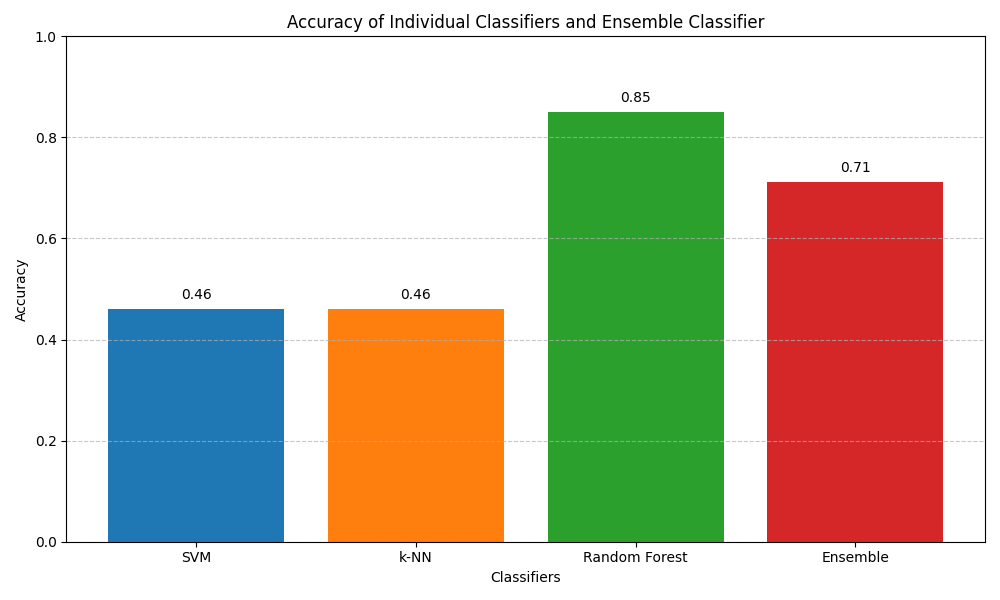 Accuracy of Individual Classifiers and Ensemble Classifier
1.0
0.8
0.6
0.4
0.2
0.0
Accuracy
0.46
0.46
0.85
0.71
SVM
k-NN
Random Forest
Ensemble
Classifiers